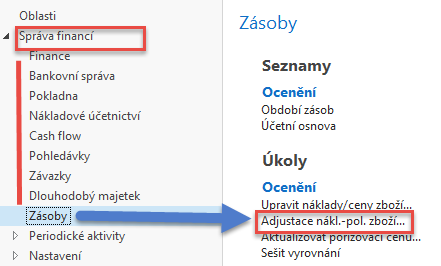 Oblasti
Správa financí
Finance
Bankovní správa
Pokladna
Nákladové účetnictví
Cash flow
Pohledávky
Závazky
Dlouhodobý majetek
Zásoby
Periodické aktivity
Nastavení
Zásoby
Seznamy
Ocenění
Období zásob
Účetní osnova
Úkoly
Ocenění
Upravit náklady/ceny zboží...
Adjustace nákl.-pol. zboží...
Aktualizovat pořizovací cenu...
Sešit vyrovnání